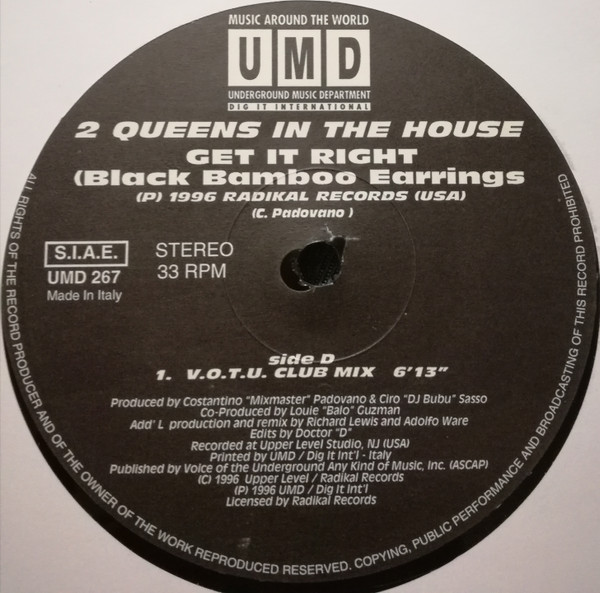 MUSIC AROUND THE WORLD
UMD
UNDERGROUND MUSIC DEPARTMENT
DIG IT INTERNATIONAL
2 QUEENS IN THE HOUSE
GET IT RIGHT
(Black Bamboo Earrings
(P) 1996 RADIKAL RECORDS (USA)
(C. Padovano )
S.I.A.E.
UMD 267
Made In Italy
STEREO
33 RPM
side D
1. V.O.T.U. CLUB MIX 6'13"
Produced by Costantino "Mixmaster" Padovano & Ciro "DJ Bubu" Sasso
Co-Produced by Louie "Balo" Guzman
Add' L production and remix by Richard Lewis and Adolfo Ware
Edits by Doctor "D"
Recorded at Upper Level Studio, NJ (USA)
Printed by UMD / Dig It Int'l - Italy
Published by Voice of the Underground Any Kind of Music, Inc. (ASCAP)
(C) 1996 Upper Level / Radikal Records
(P) 1996 UMD / Dig It Int'l
Licensed by Radikal Records
ALL RIGHTS OF THE RECORD PRODUCER AND OF THE OWNER OF THE WORK REPRODUCED RESERVED. COPYING, PUBLIC PERFORMANCE AND BROADCASTING OF THIS RECORD PROHIBITED